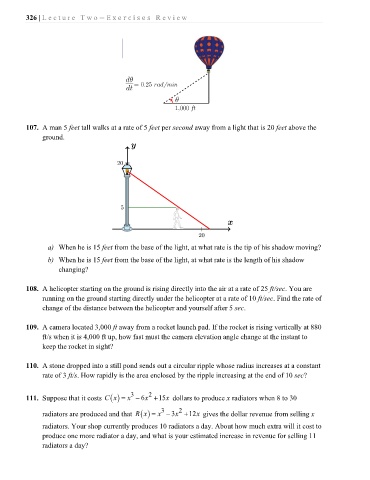 326 | Lecture Two – Exercises Review
dθ/dt = 0.25 rad/min
θ
1,000 ft
107. A man 5 feet tall walks at a rate of 5 feet per second away from a light that is 20 feet above the
ground.
y
20
5
x
20
a) When he is 15 feet from the base of the light, at what rate is the tip of his shadow moving?
b) When he is 15 feet from the base of the light, at what rate is the length of his shadow
changing?
108. A helicopter starting on the ground is rising directly into the air at a rate of 25 ft/sec. You are
running on the ground starting directly under the helicopter at a rate of 10 ft/sec. Find the rate of
change of the distance between the helicopter and yourself after 5 sec.
109. A camera located 3,000 ft away from a rocket launch pad. If the rocket is rising vertically at 880
ft/s when it is 4,000 ft up, how fast must the camera elevation angle change at the instant to
keep the rocket in sight?
110. A stone dropped into a still pond sends out a circular ripple whose radius increases at a constant
rate of 3 ft/s. How rapidly is the area enclosed by the ripple increasing at the end of 10 sec?
111. Suppose that it costs C(x) = x³ − 6x² + 15x dollars to produce x radiators when 8 to 30
radiators are produced and that R(x) = x³ − 3x² + 12x gives the dollar revenue from selling x
radiators. Your shop currently produces 10 radiators a day. About how much extra will it cost to
produce one more radiator a day, and what is your estimated increase in revenue for selling 11
radiators a day?